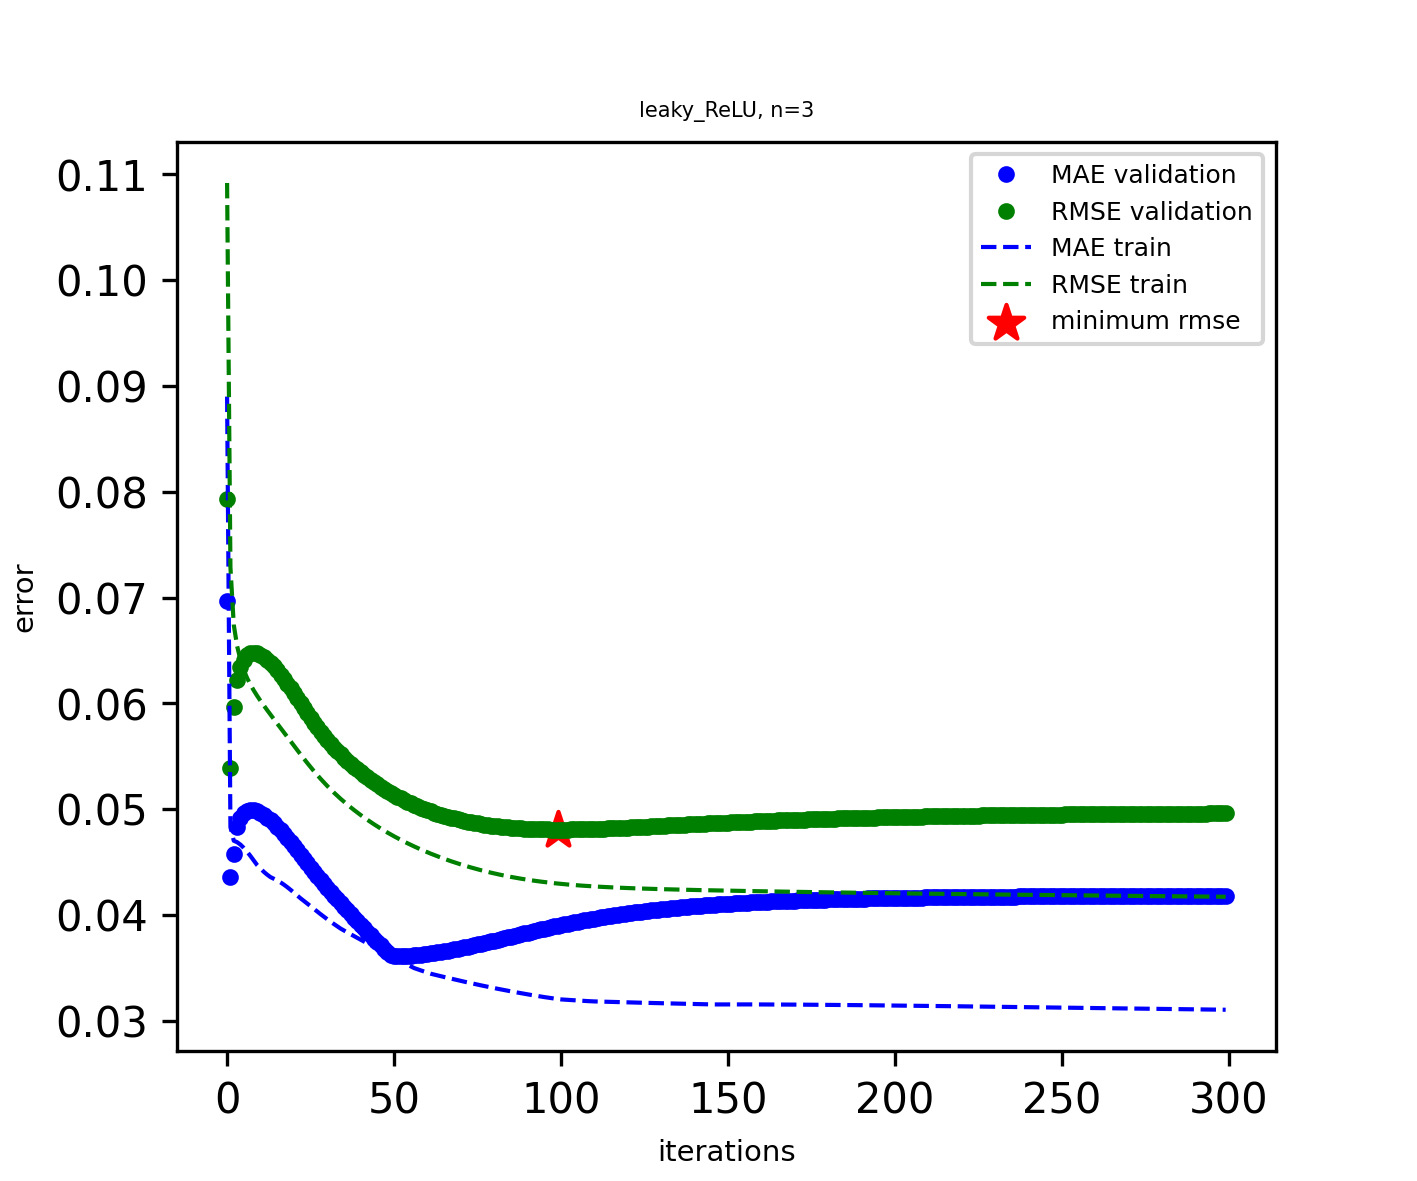 leaky_ReLU, n=3
MAE validation
RMSE validation
MAE train
RMSE train
minimum rmse
error
0.11
0.10
0.09
0.08
0.07
0.06
0.05
0.04
0.03
0 50 100 150 200 250 300
iterations